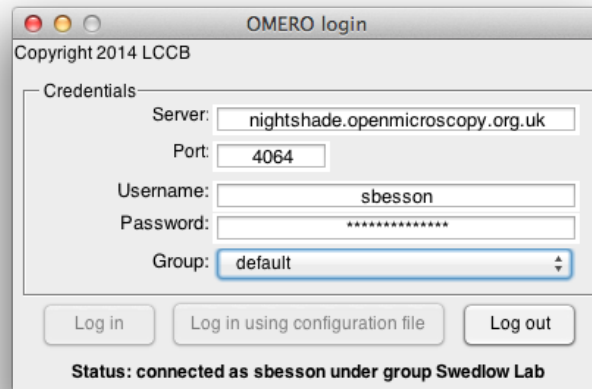 OMERO login
Copyright 2014 LCCB
Credentials
Server: nightshade.openmicroscopy.org.uk
Port: 4064
Username: sbesson
Password: **************
Group: default
Log in Log in using configuration file Log out
Status: connected as sbesson under group Swedlow Lab